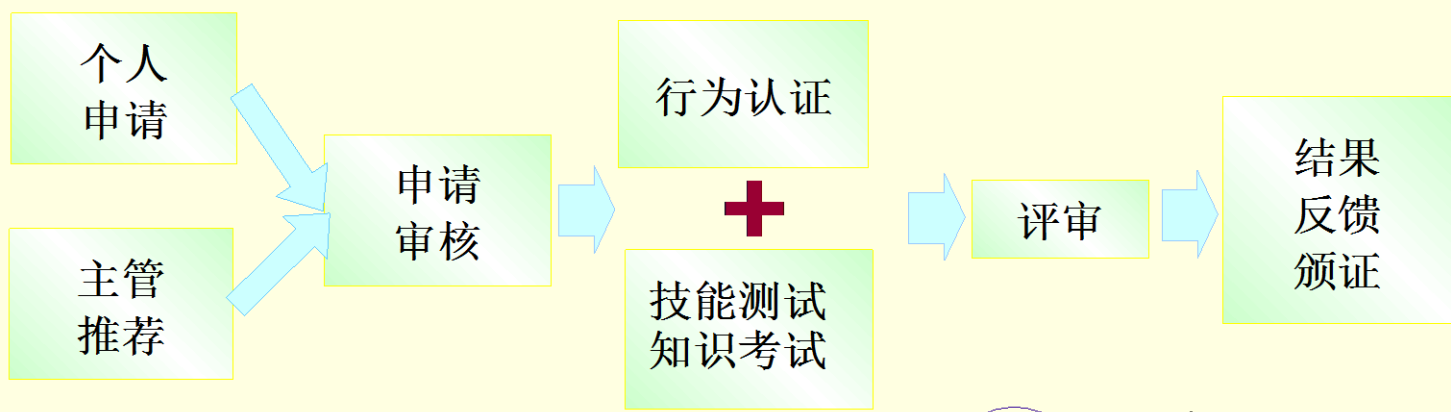 个人
申请
主管
推荐
申请
审核
行为认证
技能测试
知识考试
评审
结果
反馈
颁证